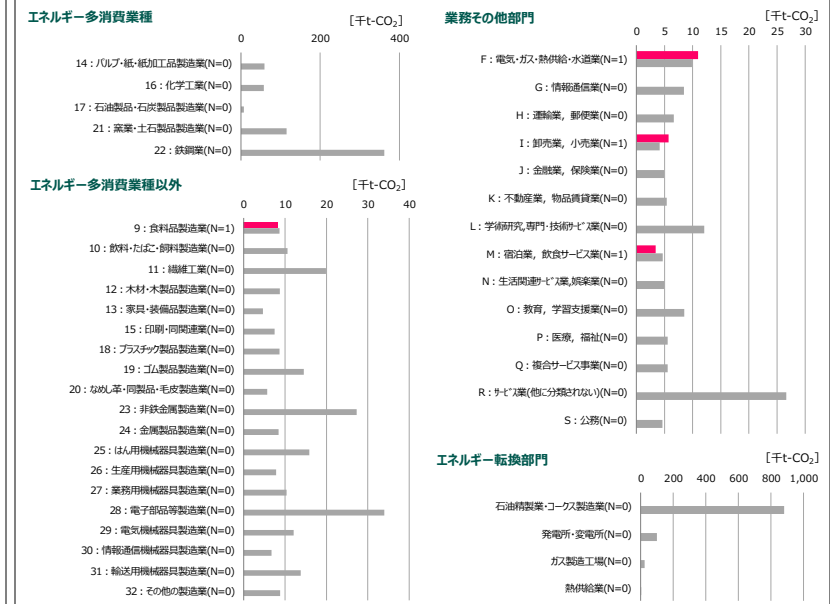 エネルギー多消費業種
[千t-CO₂]
0 200 400
14：パルプ・紙・紙加工品製造業(N=0)
16：化学工業(N=0)
17：石油製品・石炭製品製造業(N=0)
21：窯業・土石製品製造業(N=0)
22：鉄鋼業(N=0)
エネルギー多消費業種以外
[千t-CO₂]
0 10 20 30 40
9：食料品製造業(N=1)
10：飲料・たばこ・飼料製造業(N=0)
11：繊維工業(N=0)
12：木材・木製品製造業(N=0)
13：家具・装備品製造業(N=0)
15：印刷・同関連業(N=0)
18：プラスチック製品製造業(N=0)
19：ゴム製品製造業(N=0)
20：なめし革・同製品・毛皮製造業(N=0)
23：非鉄金属製造業(N=0)
24：金属製品製造業(N=0)
25：はん用機械器具製造業(N=0)
26：生産用機械器具製造業(N=0)
27：業務用機械器具製造業(N=0)
28：電子部品等製造業(N=0)
29：電気機械器具製造業(N=0)
30：情報通信機械器具製造業(N=0)
31：輸送用機械器具製造業(N=0)
32：その他の製造業(N=0)
業務その他部門
[千t-CO₂]
0 5 10 15 20 25 30
F：電気・ガス・熱供給・水道業(N=1)
G：情報通信業(N=0)
H：運輸業，郵便業(N=0)
I：卸売業，小売業(N=1)
J：金融業，保険業(N=0)
K：不動産業，物品賃貸業(N=0)
L：学術研究,専門・技術ｻｰﾋﾞｽ業(N=0)
M：宿泊業，飲食サービス業(N=1)
N：生活関連ｻｰﾋﾞｽ業,娯楽業(N=0)
O：教育，学習支援業(N=0)
P：医療，福祉(N=0)
Q：複合サービス事業(N=0)
R：ｻｰﾋﾞｽ業(他に分類されない)(N=0)
S：公務(N=0)
エネルギー転換部門
[千t-CO₂]
0 200 400 600 800 1,000
石油精製業・コークス製造業(N=0)
発電所・変電所(N=0)
ガス製造工場(N=0)
熱供給業(N=0)